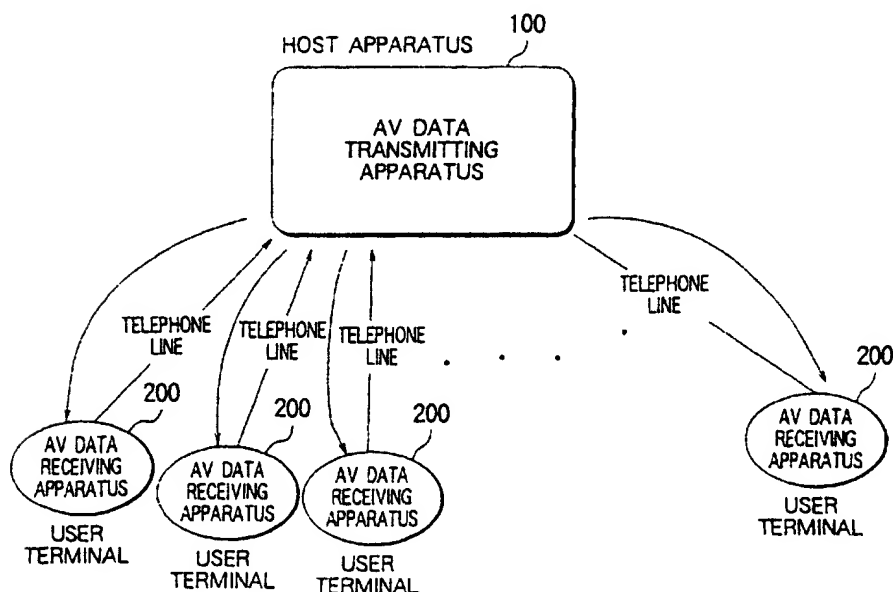 100
HOST APPARATUS
AV DATA
TRANSMITTING
APPARATUS
TELEPHONE
LINE
TELEPHONE
LINE
TELEPHONE
LINE
TELEPHONE
LINE
200
AV DATA
RECEIVING
APPARATUS
USER
TERMINAL
200
AV DATA
RECEIVING
APPARATUS
USER
TERMINAL
200
AV DATA
RECEIVING
APPARATUS
USER
TERMINAL
200
AV DATA
RECEIVING
APPARATUS
USER
TERMINAL